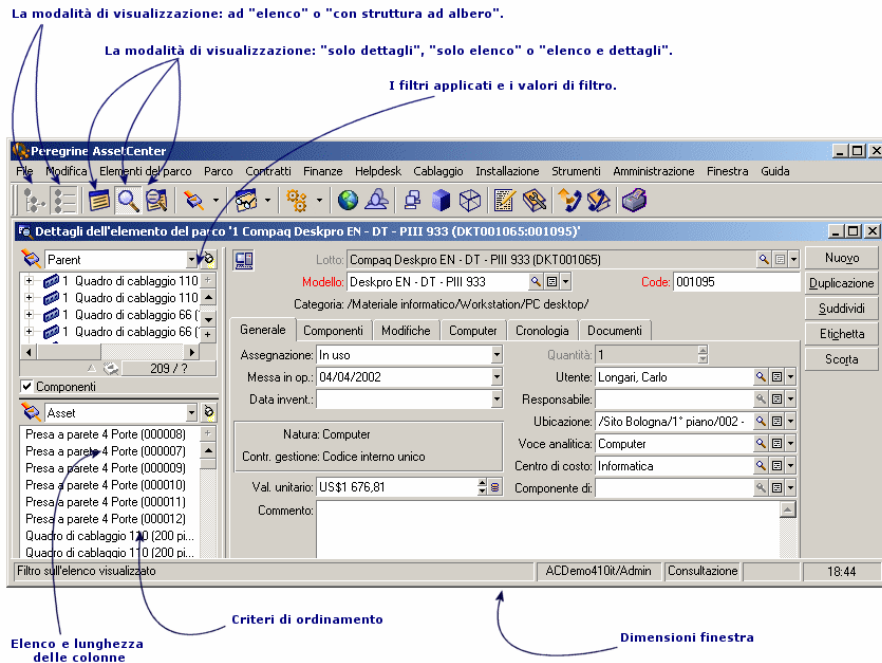 La modalità di visualizzazione: ad "elenco" o "con struttura ad albero".
La modalità di visualizzazione: "solo dettagli", "solo elenco" o "elenco e dettagli".
I filtri applicati e i valori di filtro.
Peregrine AssetCenter
File Modifica Elementi del parco Parco Contratti Finanze Helpdesk Cablaggio Installazione Strumenti Amministrazione Finestra Guida
Dettagli dell'elemento del parco '1 Compaq Deskpro EN - DT - PIII 933 (DKT001065:001095)'
Parent
1 Quadro di cablaggio 110
1 Quadro di cablaggio 110
1 Quadro di cablaggio 66 (
1 Quadro di cablaggio 66 (
209 / ?
Componenti
Asset
Presa a parete 4 Porte (000008)
Presa a parete 4 Porte (000007)
Presa a parete 4 Porte (000009)
Presa a parete 4 Porte (000010)
Presa a parete 4 Porte (000011)
Presa a parete 4 Porte (000012)
Quadro di cablaggio 110 (200 pi...
Quadro di cablaggio 110 (200 pi...
Lotto: Compaq Deskpro EN - DT - PIII 933 (DKT001065)
Modello: Deskpro EN - DT - PIII 933 Code: 001095
Categoria: /Materiale informatico/Workstation/PC desktop/
Generale Componenti Modifiche Computer Cronologia Documenti
Assegnazione: In uso Quantità: 1
Messa in op.: 04/04/2002 Utente: Longari, Carlo
Data invent.: Responsabile:
Ubicazione: /Sito Bologna/1° piano/002 -
Natura: Computer Voce analitica: Computer
Contr. gestione: Codice interno unico Centro di costo: Informatica
Val. unitario: US$1 676,81 Componente di:
Commento:
Nuovo
Duplicazione
Suddividi
Etichetta
Scorta
Filtro sull'elenco visualizzato ACDemo410it/Admin Consultazione 18:44
Criteri di ordinamento
Elenco e lunghezza
delle colonne
Dimensioni finestra